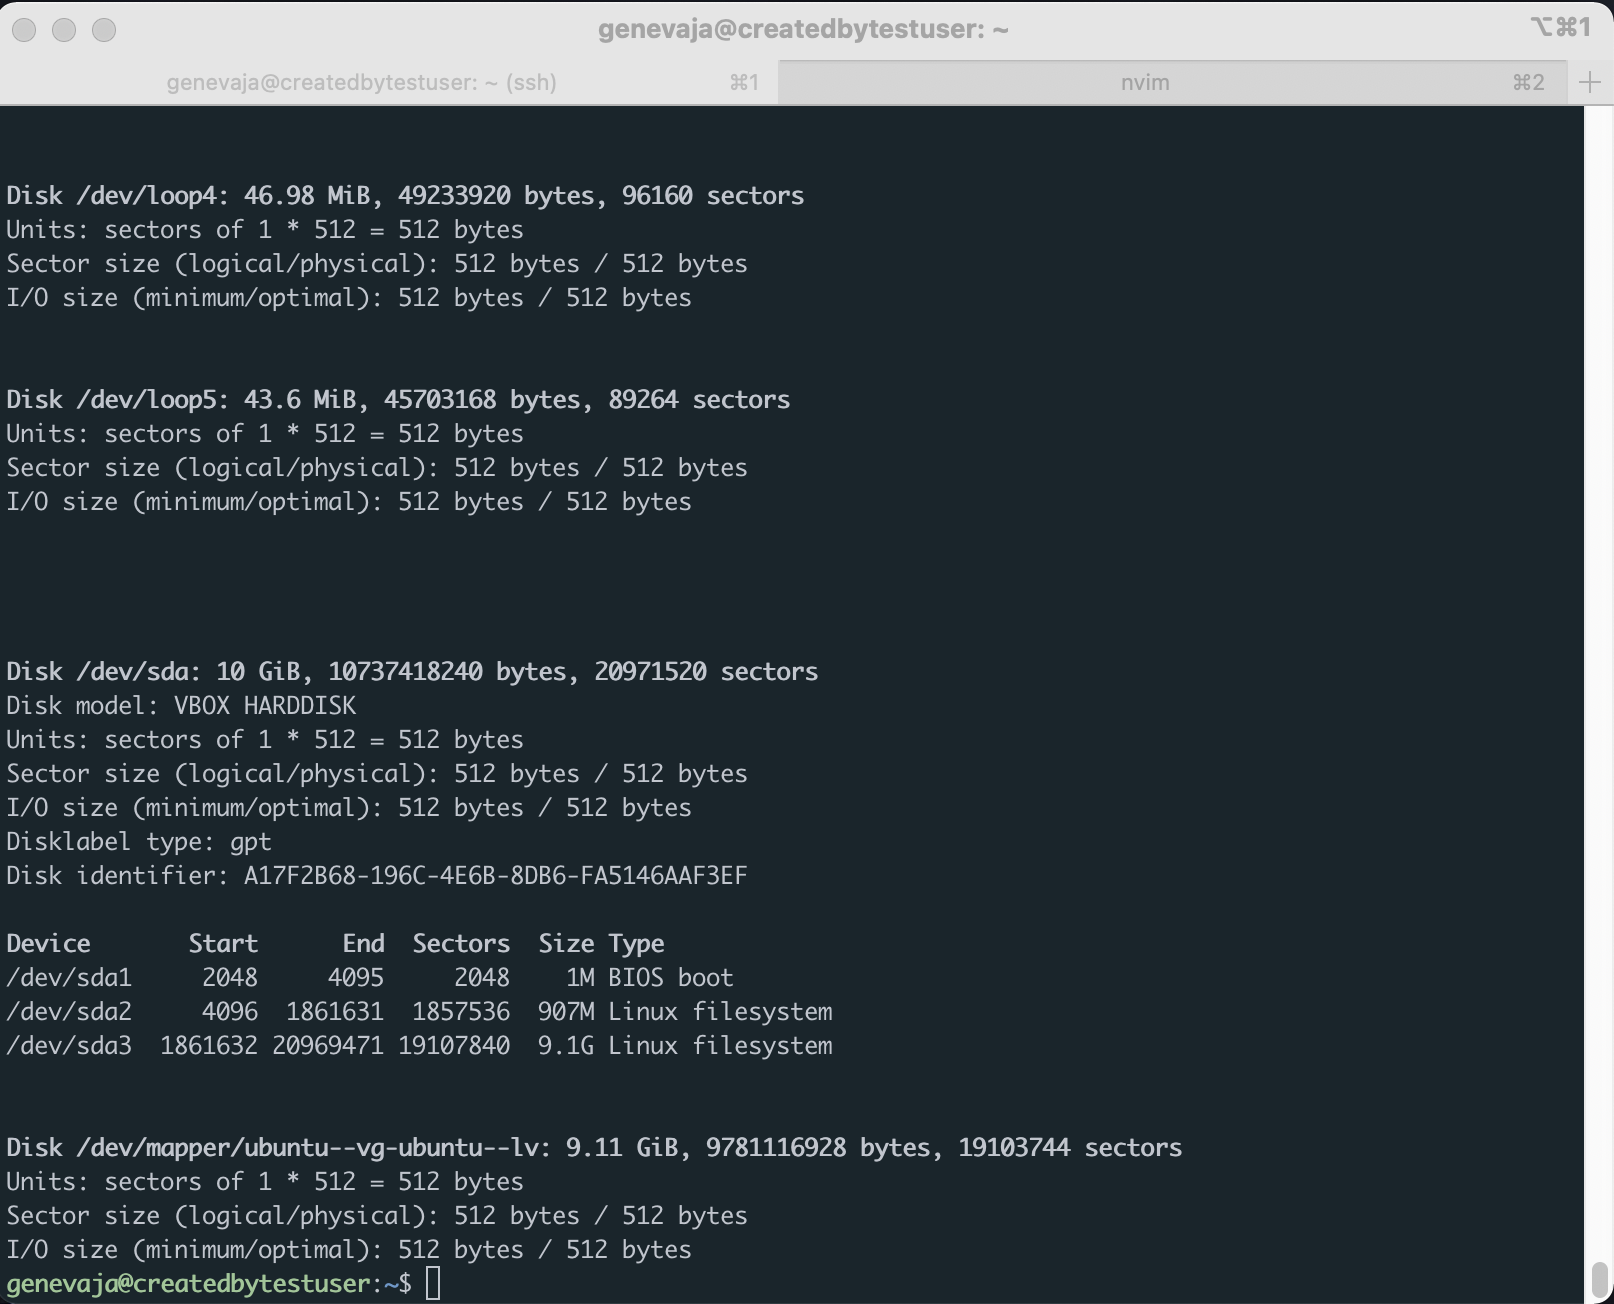 genevaja@createdbytestuser: ~
⌥⌘1
genevaja@createdbytestuser: ~ (ssh) ⌘1
nvim ⌘2 +
Disk /dev/loop4: 46.98 MiB, 49233920 bytes, 96160 sectors
Units: sectors of 1 * 512 = 512 bytes
Sector size (logical/physical): 512 bytes / 512 bytes
I/O size (minimum/optimal): 512 bytes / 512 bytes
Disk /dev/loop5: 43.6 MiB, 45703168 bytes, 89264 sectors
Units: sectors of 1 * 512 = 512 bytes
Sector size (logical/physical): 512 bytes / 512 bytes
I/O size (minimum/optimal): 512 bytes / 512 bytes
Disk /dev/sda: 10 GiB, 10737418240 bytes, 20971520 sectors
Disk model: VBOX HARDDISK
Units: sectors of 1 * 512 = 512 bytes
Sector size (logical/physical): 512 bytes / 512 bytes
I/O size (minimum/optimal): 512 bytes / 512 bytes
Disklabel type: gpt
Disk identifier: A17F2B68-196C-4E6B-8DB6-FA5146AAF3EF
Device Start End Sectors Size Type
/dev/sda1 2048 4095 2048 1M BIOS boot
/dev/sda2 4096 1861631 1857536 907M Linux filesystem
/dev/sda3 1861632 20969471 19107840 9.1G Linux filesystem
Disk /dev/mapper/ubuntu--vg-ubuntu--lv: 9.11 GiB, 9781116928 bytes, 19103744 sectors
Units: sectors of 1 * 512 = 512 bytes
Sector size (logical/physical): 512 bytes / 512 bytes
I/O size (minimum/optimal): 512 bytes / 512 bytes
genevaja@createdbytestuser:~$